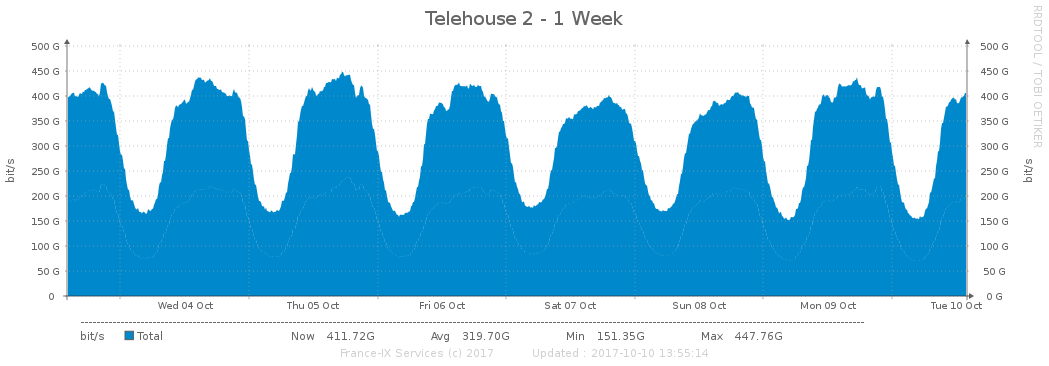 Telehouse 2 - 1 Week
RRDTOOL / TOBI OETIKER
500 G 500 G
450 G 450 G
400 G 400 G
350 G 350 G
300 G 300 G
250 G 250 G
200 G 200 G
150 G 150 G
100 G 100 G
50 G 50 G
0 0 G
bit/s bit/s
Wed 04 Oct Thu 05 Oct Fri 06 Oct Sat 07 Oct Sun 08 Oct Mon 09 Oct Tue 10 Oct
bit/s Total Now 411.72G Avg 319.70G Min 151.35G Max 447.76G
France-IX Services (c) 2017 Updated : 2017-10-10 13:55:14